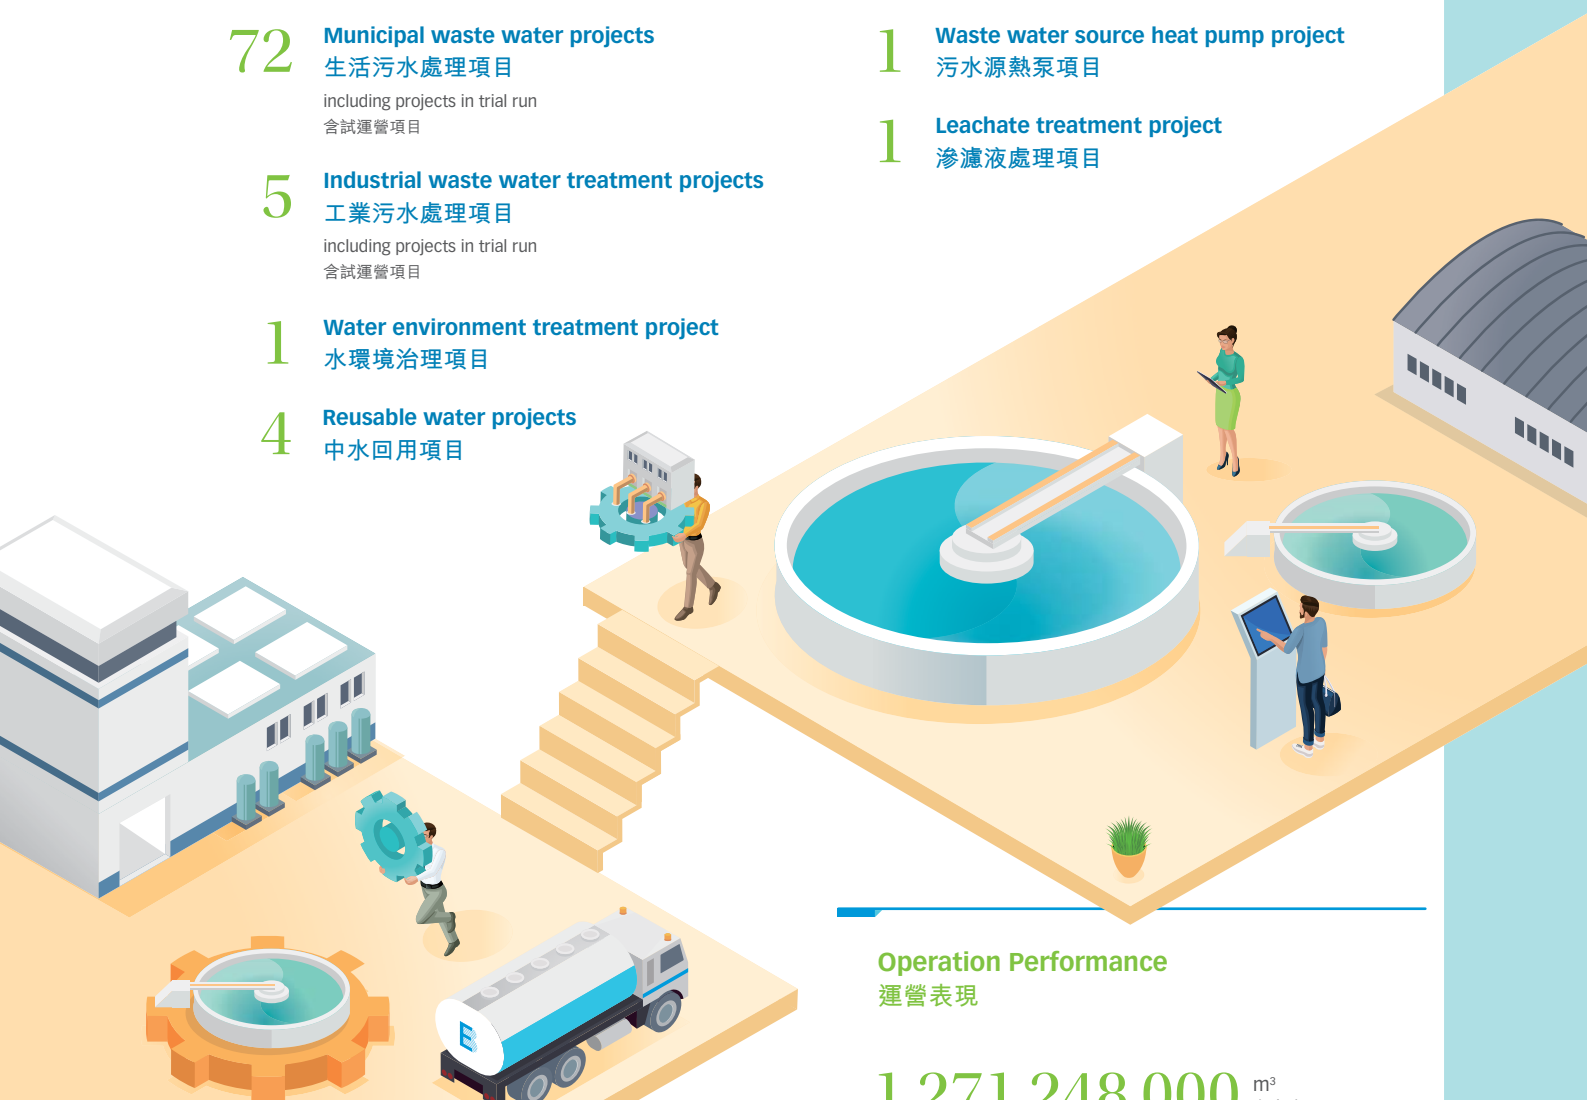 72
Municipal waste water projects
生活污水處理項目
including projects in trial run
含試運營項目
5
Industrial waste water treatment projects
工業污水處理項目
including projects in trial run
含試運營項目
1
Water environment treatment project
水環境治理項目
4
Reusable water projects
中水回用項目
1
Waste water source heat pump project
污水源熱泵項目
1
Leachate treatment project
滲濾液處理項目
Operation Performance
運營表現
1,271,248,000 m³